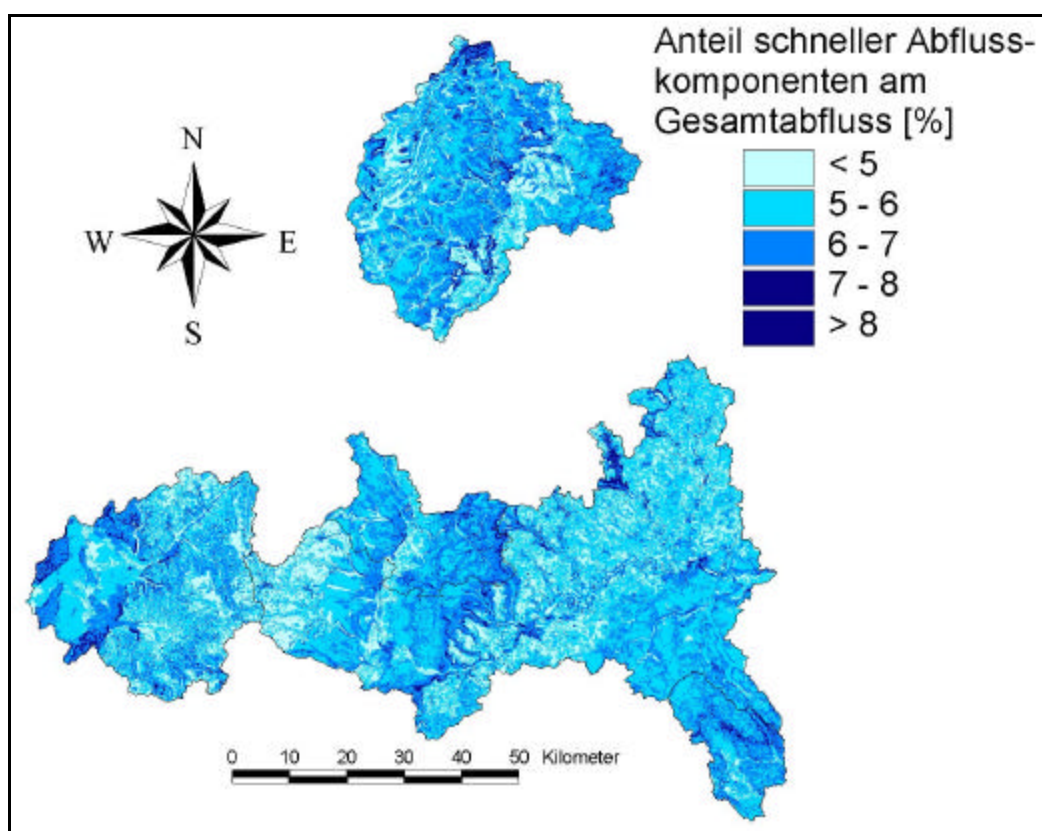 Anteil schneller Abfluss-
komponenten am
Gesamtabfluss [%]
< 5
5 - 6
6 - 7
7 - 8
> 8
N
W E
S
0 10 20 30 40 50 Kilometer